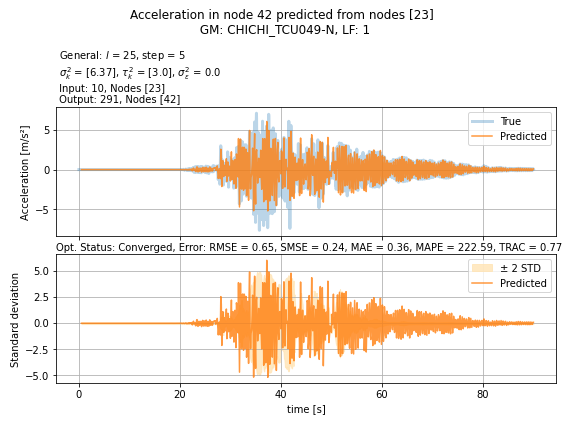 Acceleration in node 42 predicted from nodes [23]
GM: CHICHI_TCU049-N, LF: 1
General: l = 25, step = 5
σ²ₖ = [6.37], τ²ₖ = [3.0], σ²ε = 0.0
Input: 10, Nodes [23]
Output: 291, Nodes [42]
Acceleration [m/s²]
5
0
−5
True
Predicted
Opt. Status: Converged, Error: RMSE = 0.65, SMSE = 0.24, MAE = 0.36, MAPE = 222.59, TRAC = 0.77
Standard deviation
5.0
2.5
0.0
−2.5
−5.0
± 2 STD
Predicted
0 20 40 60 80
time [s]